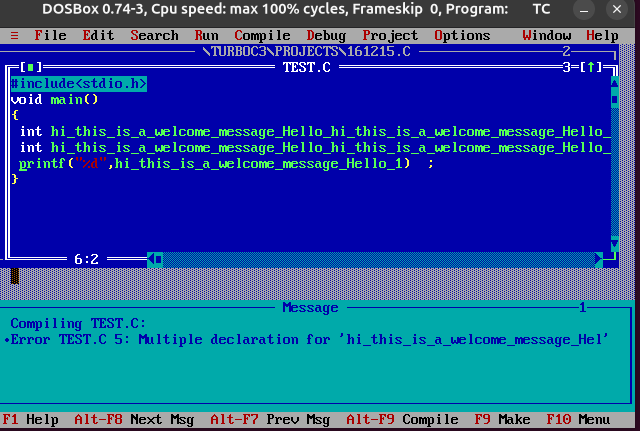 DOSBox 0.74-3, Cpu speed: max 100% cycles, Frameskip 0, Program: TC
≡ File Edit Search Run Compile Debug Project Options Window Help
\TURBOC3\PROJECTS\161215.C 2
[■] TEST.C 3=[↑]
#include<stdio.h>
void main()
{
int hi_this_is_a_welcome_message_Hello_hi_this_is_a_welcome_message_Hello_
int hi_this_is_a_welcome_message_Hello_hi_this_is_a_welcome_message_Hello_
printf("%d",hi_this_is_a_welcome_message_Hello_1) ;
}
6:2
Message 1
Compiling TEST.C:
•Error TEST.C 5: Multiple declaration for 'hi_this_is_a_welcome_message_Hel'
F1 Help Alt-F8 Next Msg Alt-F7 Prev Msg Alt-F9 Compile F9 Make F10 Menu